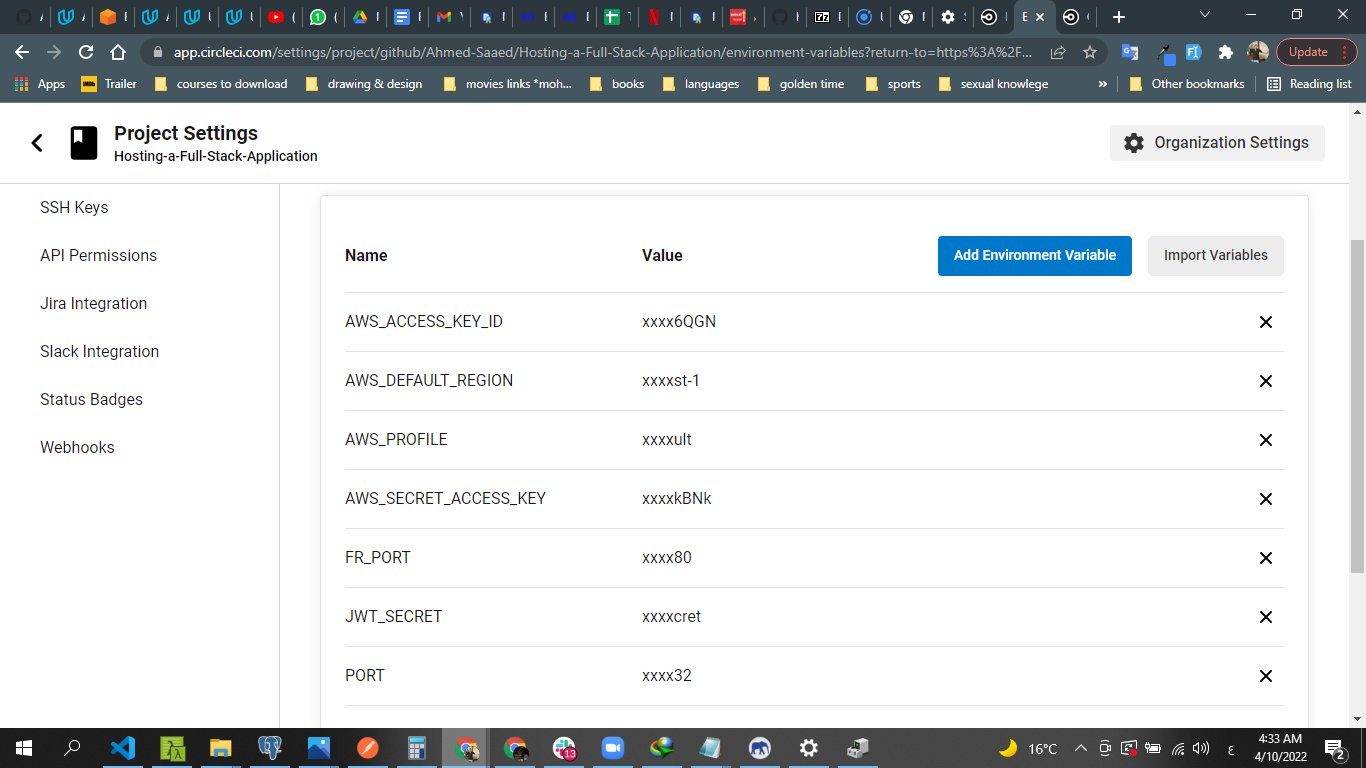 Update
app.circleci.com/settings/project/github/Ahmed-Saaed/Hosting-a-Full-Stack-Application/environment-variables?return-to=https%3A%2F...
Apps
Trailer
courses to download
drawing & design
movies links *moh...
books
languages
golden time
sports
sexual knowlege
»
Other bookmarks
Reading list
Project Settings
Hosting-a-Full-Stack-Application
Organization Settings
SSH Keys
API Permissions
Jira Integration
Slack Integration
Status Badges
Webhooks
Name Value
Add Environment Variable
Import Variables
AWS_ACCESS_KEY_ID xxxx6QGN
AWS_DEFAULT_REGION xxxxst-1
AWS_PROFILE xxxxult
AWS_SECRET_ACCESS_KEY xxxxkBNk
FR_PORT xxxx80
JWT_SECRET xxxxcret
PORT xxxx32
13
16°C
ع
4:33 AM
4/10/2022
2